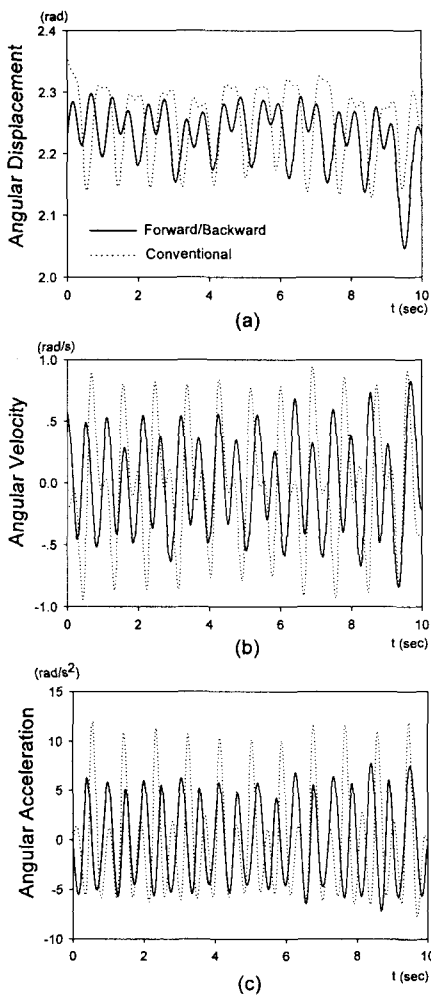 (rad)
2.4
2.3
2.2
2.1
2.0
Angular Displacement
Forward/Backward
Conventional
0 2 4 6 8 10
t (sec)
(a)
(rad/s)
1.0
.5
0.0
-.5
-1.0
Angular Velocity
0 2 4 6 8 10
t (sec)
(b)
(rad/s²)
15
10
5
0
-5
-10
Angular Acceleration
0 2 4 6 8 10
t (sec)
(c)